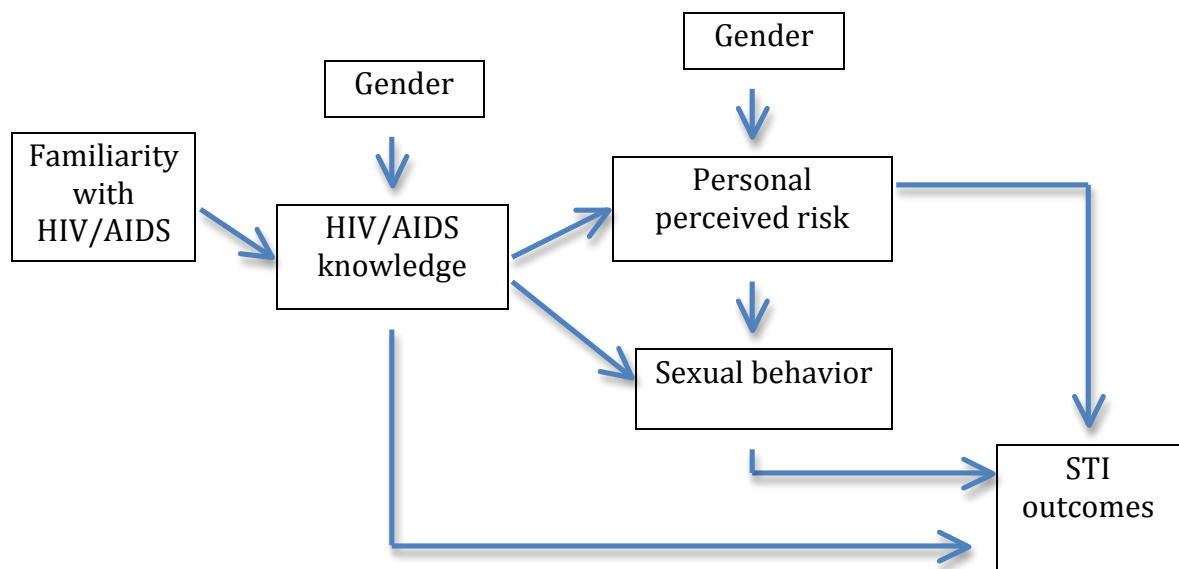 Gender
Gender
Familiarity
with
HIV/AIDS
HIV/AIDS
knowledge
Personal
perceived risk
Sexual behavior
STI
outcomes